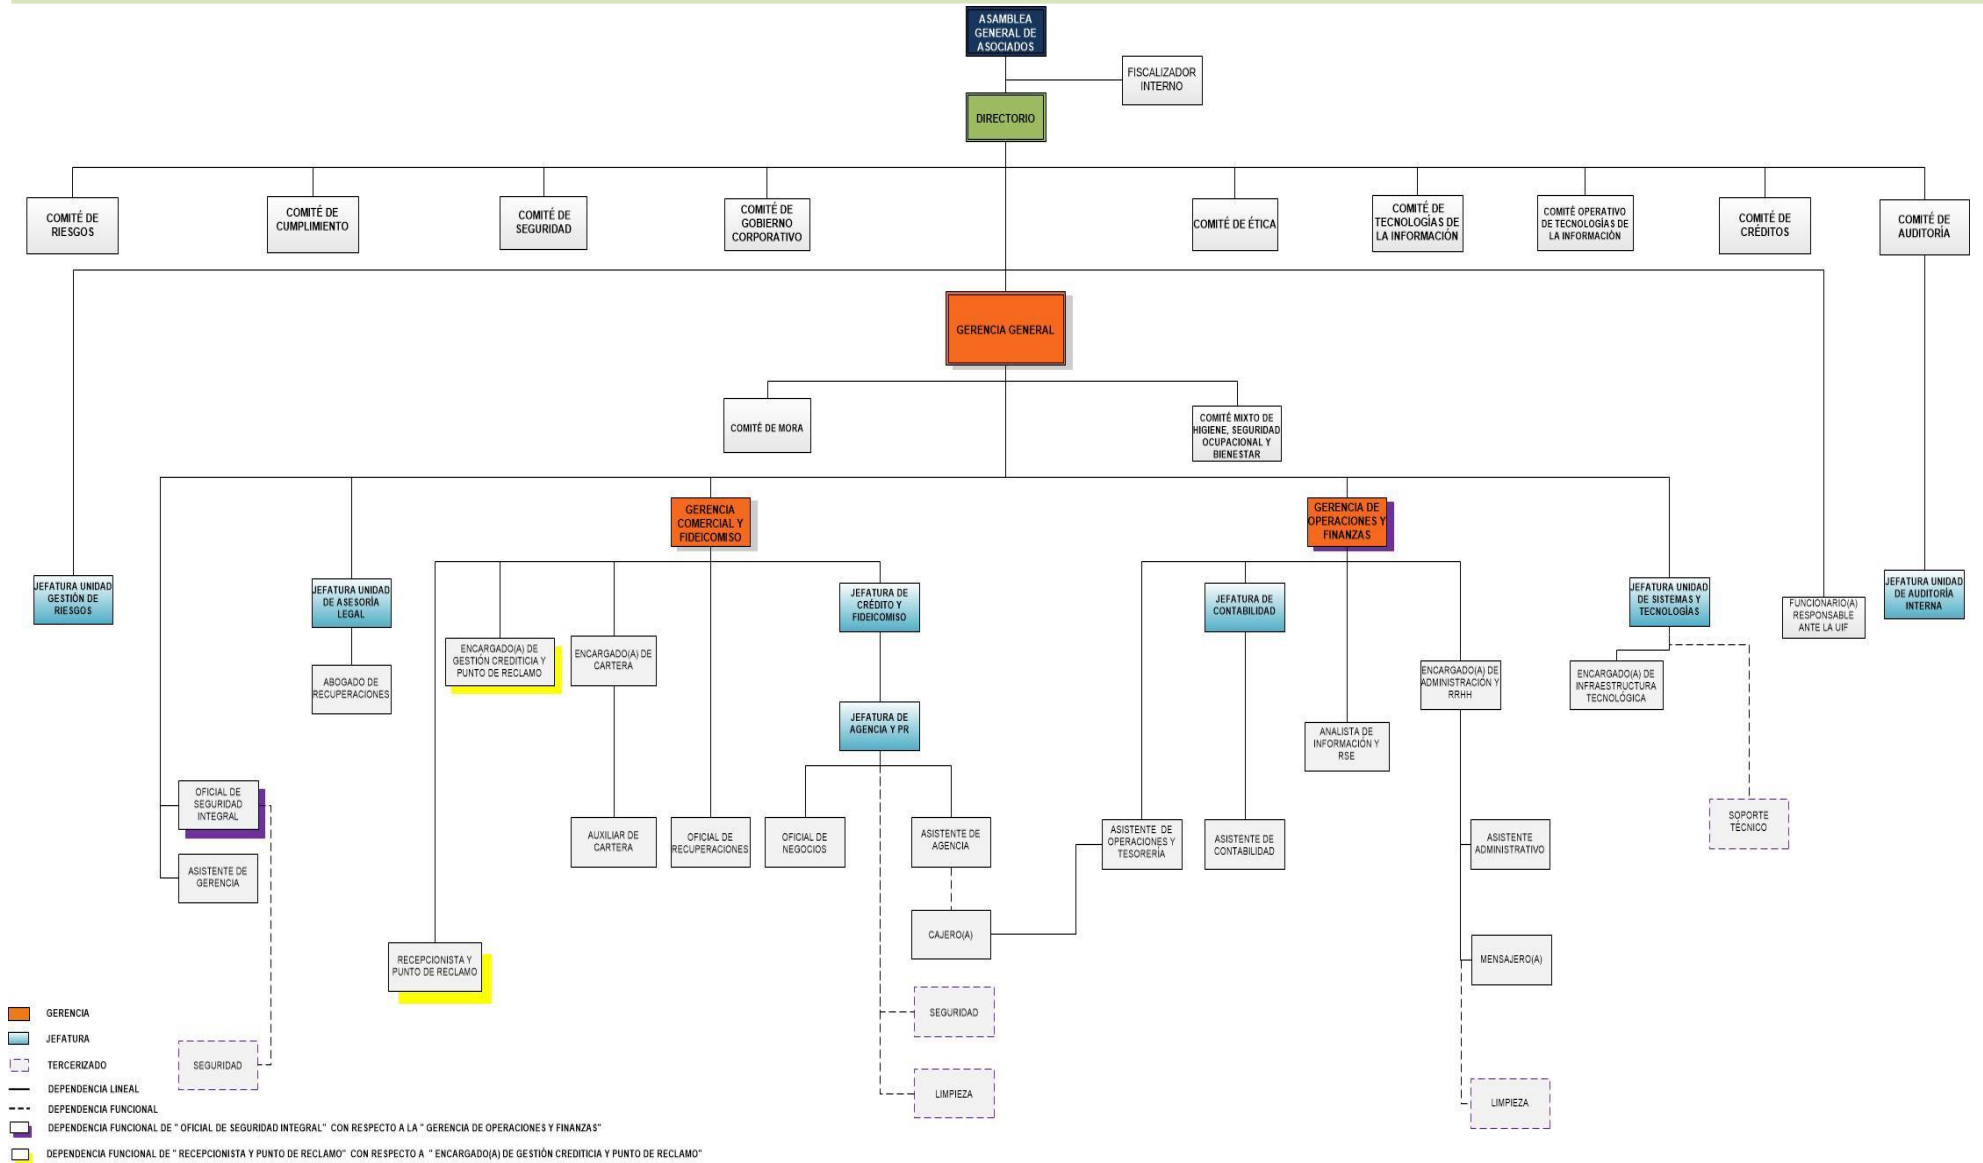 ASAMBLEA
GENERAL DE
ASOCIADOS
FISCALIZADOR
INTERNO
DIRECTORIO
COMITÉ DE
RIESGOS
COMITÉ DE
CUMPLIMIENTO
COMITÉ DE
SEGURIDAD
COMITÉ DE
GOBIERNO
CORPORATIVO
COMITÉ DE ÉTICA
COMITÉ DE
TECNOLOGÍAS DE
LA INFORMACIÓN
COMITÉ OPERATIVO
DE TECNOLOGÍAS DE
LA INFORMACIÓN
COMITÉ DE
CRÉDITOS
COMITÉ DE
AUDITORÍA
GERENCIA GENERAL
COMITÉ DE MORA
COMITÉ MIXTO DE
HIGIENE, SEGURIDAD
OCUPACIONAL Y
BIENESTAR
GERENCIA
COMERCIAL Y
FIDEICOMISO
GERENCIA DE
OPERACIONES Y
FINANZAS
JEFATURA UNIDAD
GESTIÓN DE
RIESGOS
JEFATURA UNIDAD
DE ASESORÍA
LEGAL
JEFATURA DE
CRÉDITO Y
FIDEICOMISO
JEFATURA DE
CONTABILIDAD
JEFATURA UNIDAD
DE SISTEMAS Y
TECNOLOGÍAS
FUNCIONARIO(A)
RESPONSABLE
ANTE LA UIF
JEFATURA UNIDAD
DE AUDITORÍA
INTERNA
ABOGADO DE
RECUPERACIONES
ENCARGADO(A) DE
GESTIÓN CREDITICIA Y
PUNTO DE RECLAMO
ENCARGADO(A) DE
CARTERA
JEFATURA DE
AGENCIA Y PR
ENCARGADO(A) DE
ADMINISTRACIÓN Y
RRHH
ENCARGADO(A) DE
INFRAESTRUCTURA
TECNOLÓGICA
ANALISTA DE
INFORMACIÓN Y
RSE
OFICIAL DE
SEGURIDAD
INTEGRAL
ASISTENTE DE
GERENCIA
AUXILIAR DE
CARTERA
OFICIAL DE
RECUPERACIONES
OFICIAL DE
NEGOCIOS
ASISTENTE DE
AGENCIA
ASISTENTE DE
OPERACIONES Y
TESORERÍA
ASISTENTE DE
CONTABILIDAD
ASISTENTE
ADMINISTRATIVO
SOPORTE
TÉCNICO
CAJERO(A)
RECEPCIONISTA Y
PUNTO DE RECLAMO
MENSAJERO(A)
SEGURIDAD
SEGURIDAD
LIMPIEZA
LIMPIEZA
GERENCIA
JEFATURA
TERCERIZADO
DEPENDENCIA LINEAL
DEPENDENCIA FUNCIONAL
DEPENDENCIA FUNCIONAL DE " OFICIAL DE SEGURIDAD INTEGRAL" CON RESPECTO A LA " GERENCIA DE OPERACIONES Y FINANZAS"
DEPENDENCIA FUNCIONAL DE " RECEPCIONISTA Y PUNTO DE RECLAMO" CON RESPECTO A " ENCARGADO(A) DE GESTIÓN CREDITICIA Y PUNTO DE RECLAMO"